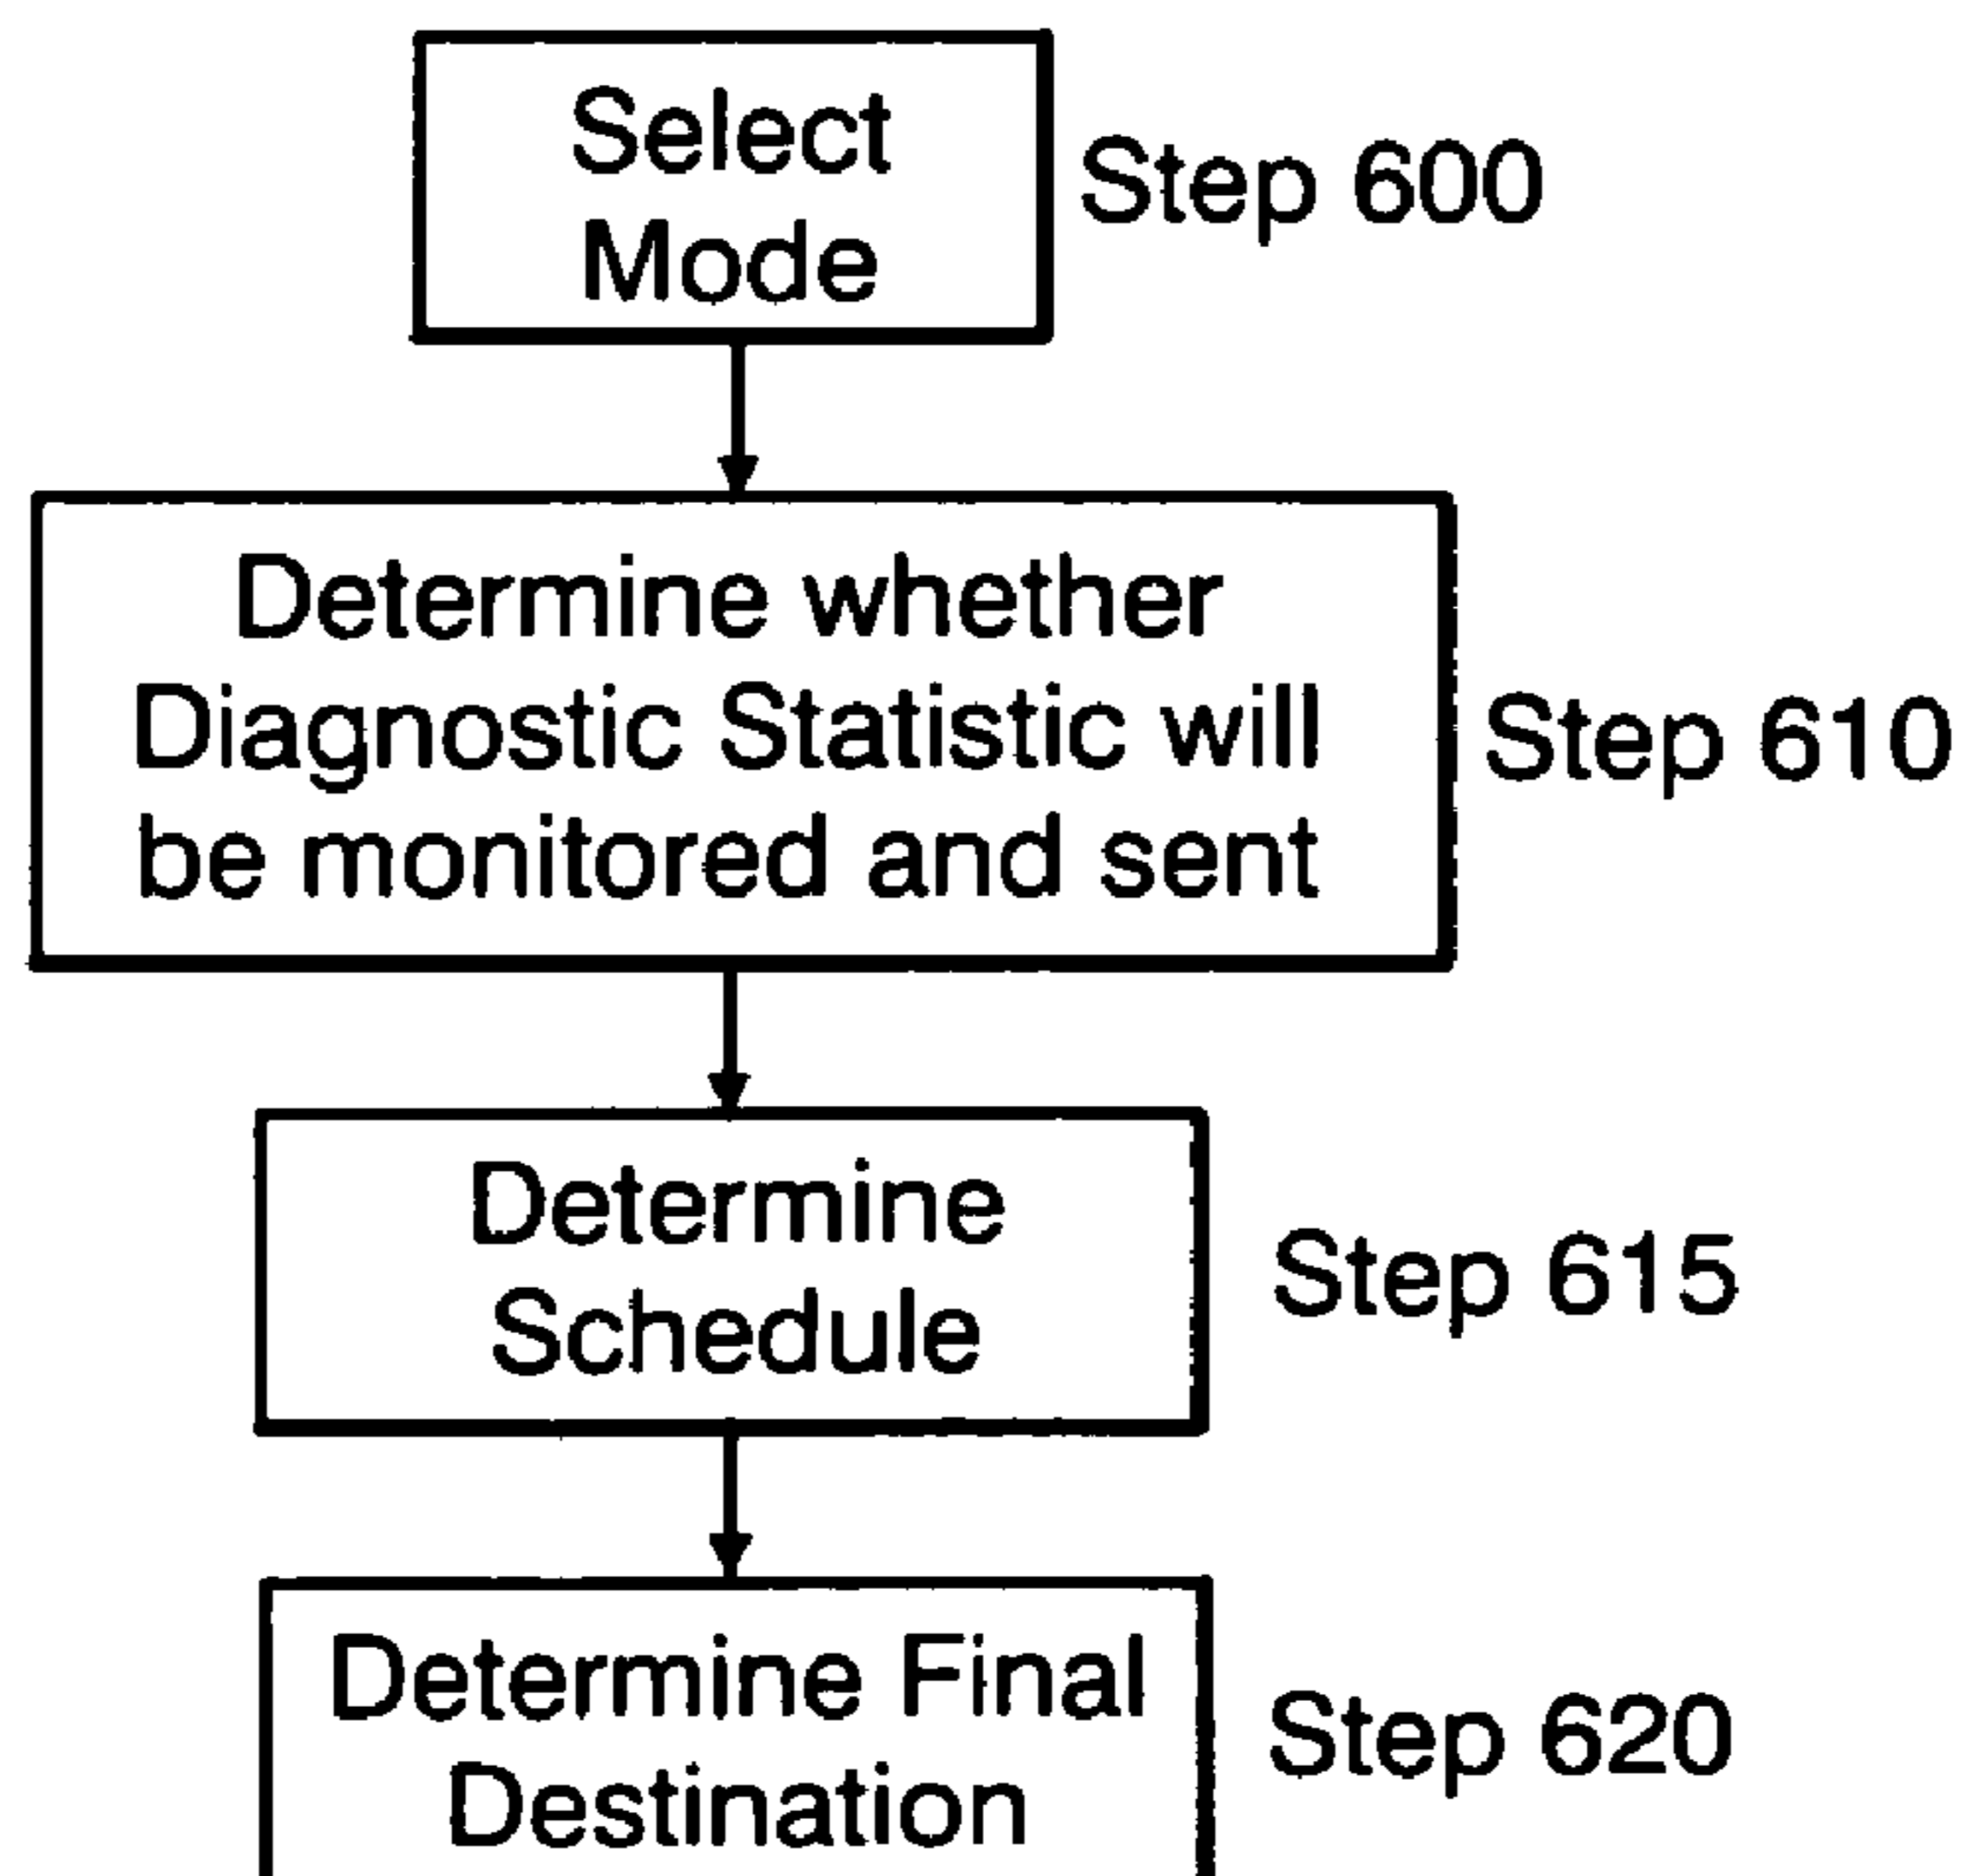 Select
Mode
Step 600
Determine whether
Diagnostic Statistic will
be monitored and sent
Step 610
Determine
Schedule
Step 615
Determine Final
Destination
Step 620